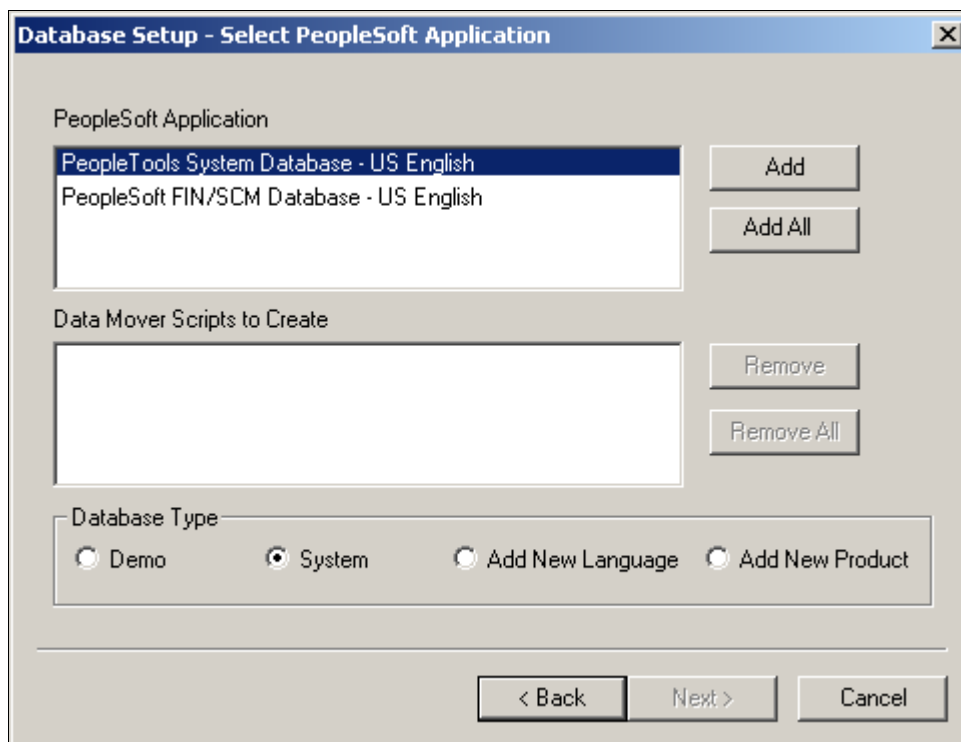 Database Setup - Select PeopleSoft Application
PeopleSoft Application
PeopleTools System Database - US English
PeopleSoft FIN/SCM Database - US English
Add
Add All
Data Mover Scripts to Create
Remove
Remove All
Database Type
Demo System Add New Language Add New Product
< Back Next > Cancel